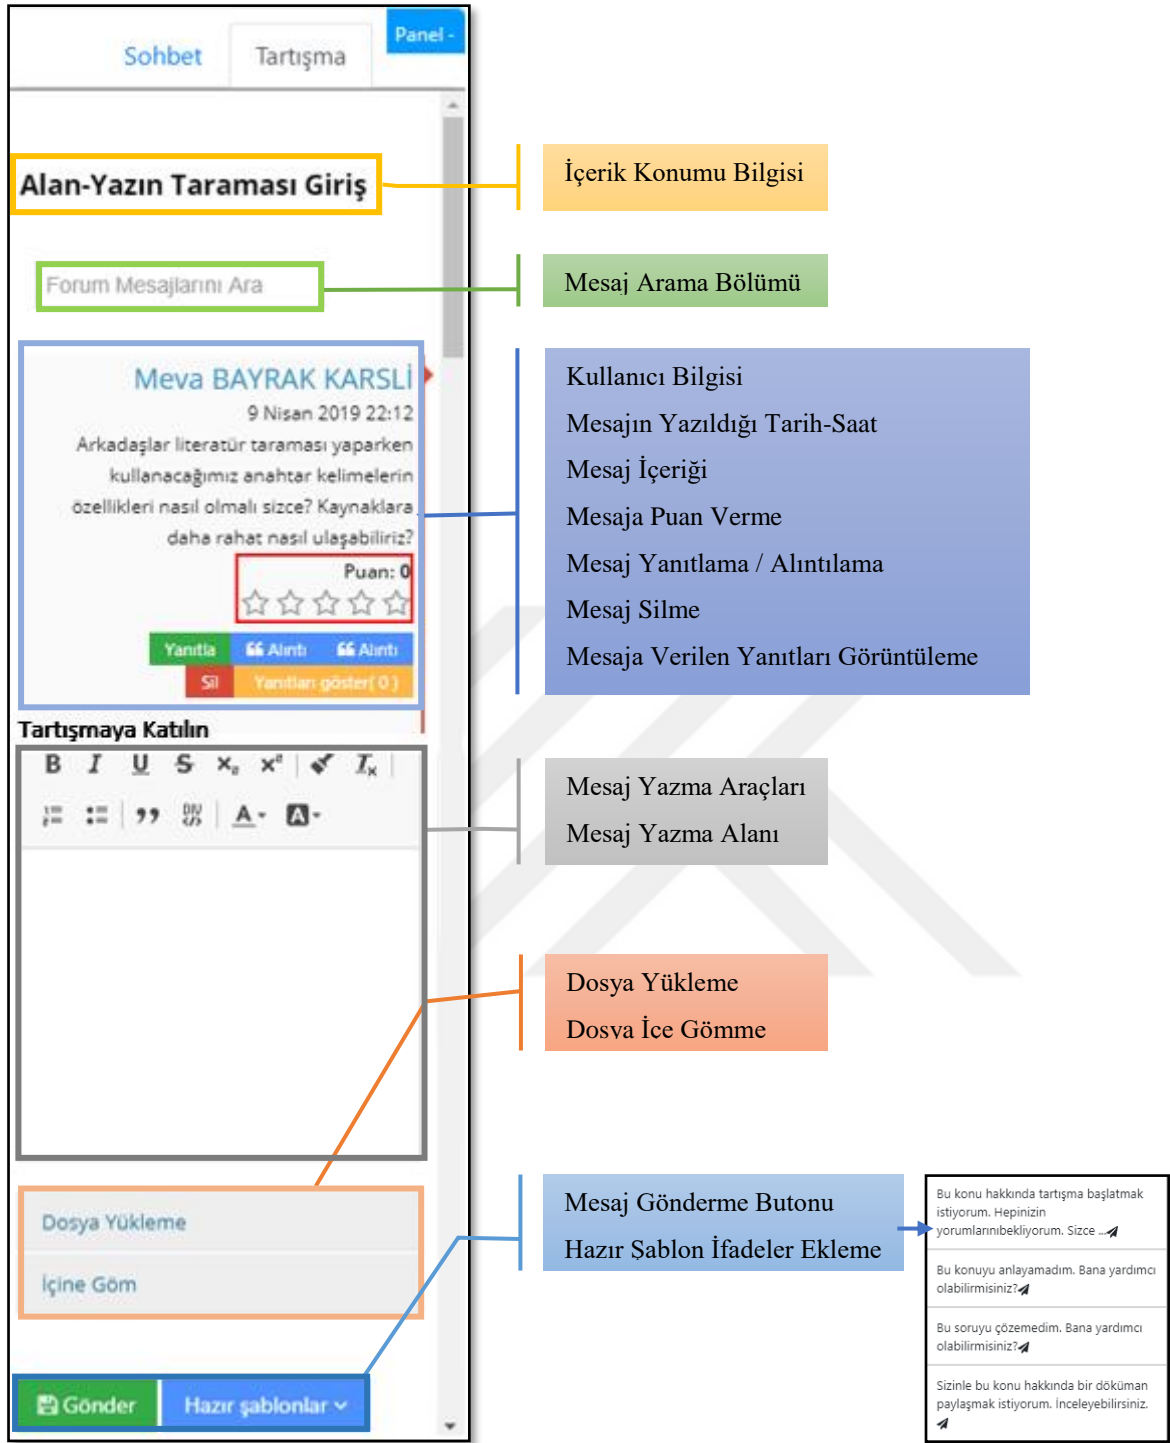 Sohbet
Tartışma
Panel -
Alan-Yazın Taraması Giriş
İçerik Konumu Bilgisi
Forum Mesajlarını Ara
Mesaj Arama Bölümü
Meva BAYRAK KARSLİ
9 Nisan 2019 22:12
Arkadaşlar literatür taraması yaparken
kullanacağımız anahtar kelimelerin
özellikleri nasıl olmalı sizce? Kaynaklara
daha rahat nasıl ulaşabiliriz?
Puan: 0
Yanıtla
Alıntı
Alıntı
Sil
Yanıtları göster( 0 )
Kullanıcı Bilgisi
Mesajın Yazıldığı Tarih-Saat
Mesaj İçeriği
Mesaja Puan Verme
Mesaj Yanıtlama / Alıntılama
Mesaj Silme
Mesaja Verilen Yanıtları Görüntüleme
Tartışmaya Katılın
Mesaj Yazma Araçları
Mesaj Yazma Alanı
Dosya Yükleme
Dosya İçe Gömme
Dosya Yükleme
İçine Göm
Mesaj Gönderme Butonu
Hazır Şablon İfadeler Ekleme
Gönder
Hazır şablonlar
Bu konu hakkında tartışma başlatmak
istiyorum. Hepinizin
yorumlarınıbekliyorum. Sizce ...
Bu konuyu anlayamadım. Bana yardımcı
olabilirmisiniz?
Bu soruyu çözemedim. Bana yardımcı
olabilirmisiniz?
Sizinle bu konu hakkında bir döküman
paylaşmak istiyorum. İnceleyebilirsiniz.